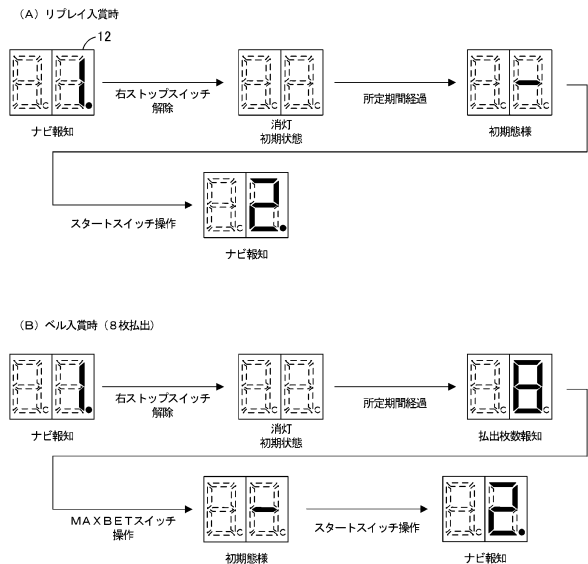 （A）リプレイ入賞時
12
1.
右ストップスイッチ
解除
所定期間経過
-
ナビ報知
消灯
初期状態
初期態様
スタートスイッチ操作
2.
ナビ報知
（B）ベル入賞時（8枚払出）
1.
右ストップスイッチ
解除
所定期間経過
8
ナビ報知
消灯
初期状態
払出枚数報知
MAXBETスイッチ
操作
-
スタートスイッチ操作
2.
初期態様
ナビ報知